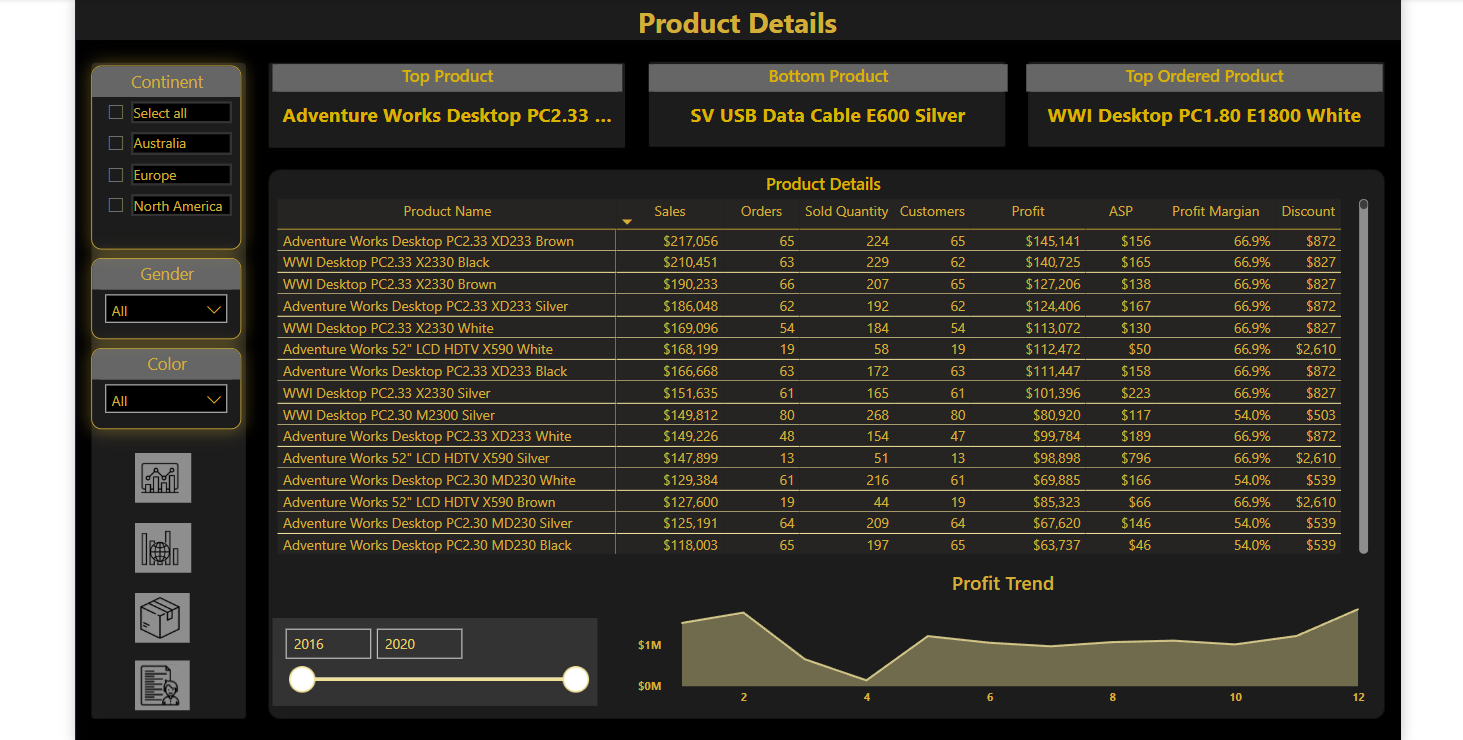 Product Details
Continent
Select all
Australia
Europe
North America
Gender
All
Color
All
Top Product
Adventure Works Desktop PC2.33 ...
Bottom Product
SV USB Data Cable E600 Silver
Top Ordered Product
WWI Desktop PC1.80 E1800 White
Product Details
Product Name Sales Orders Sold Quantity Customers Profit ASP Profit Margian Discount
Adventure Works Desktop PC2.33 XD233 Brown $217,056 65 224 65 $145,141 $156 66.9% $872
WWI Desktop PC2.33 X2330 Black $210,451 63 229 62 $140,725 $165 66.9% $827
WWI Desktop PC2.33 X2330 Brown $190,233 66 207 65 $127,206 $138 66.9% $827
Adventure Works Desktop PC2.33 XD233 Silver $186,048 62 192 62 $124,406 $167 66.9% $872
WWI Desktop PC2.33 X2330 White $169,096 54 184 54 $113,072 $130 66.9% $827
Adventure Works 52" LCD HDTV X590 White $168,199 19 58 19 $112,472 $50 66.9% $2,610
Adventure Works Desktop PC2.33 XD233 Black $166,668 63 172 63 $111,447 $158 66.9% $872
WWI Desktop PC2.33 X2330 Silver $151,635 61 165 61 $101,396 $223 66.9% $827
WWI Desktop PC2.30 M2300 Silver $149,812 80 268 80 $80,920 $117 54.0% $503
Adventure Works Desktop PC2.33 XD233 White $149,226 48 154 47 $99,784 $189 66.9% $872
Adventure Works 52" LCD HDTV X590 Silver $147,899 13 51 13 $98,898 $796 66.9% $2,610
Adventure Works Desktop PC2.30 MD230 White $129,384 61 216 61 $69,885 $166 54.0% $539
Adventure Works 52" LCD HDTV X590 Brown $127,600 19 44 19 $85,323 $66 66.9% $2,610
Adventure Works Desktop PC2.30 MD230 Silver $125,191 64 209 64 $67,620 $146 54.0% $539
Adventure Works Desktop PC2.30 MD230 Black $118,003 65 197 65 $63,737 $46 54.0% $539
2016 2020
Profit Trend
$1M
$0M
2 4 6 8 10 12